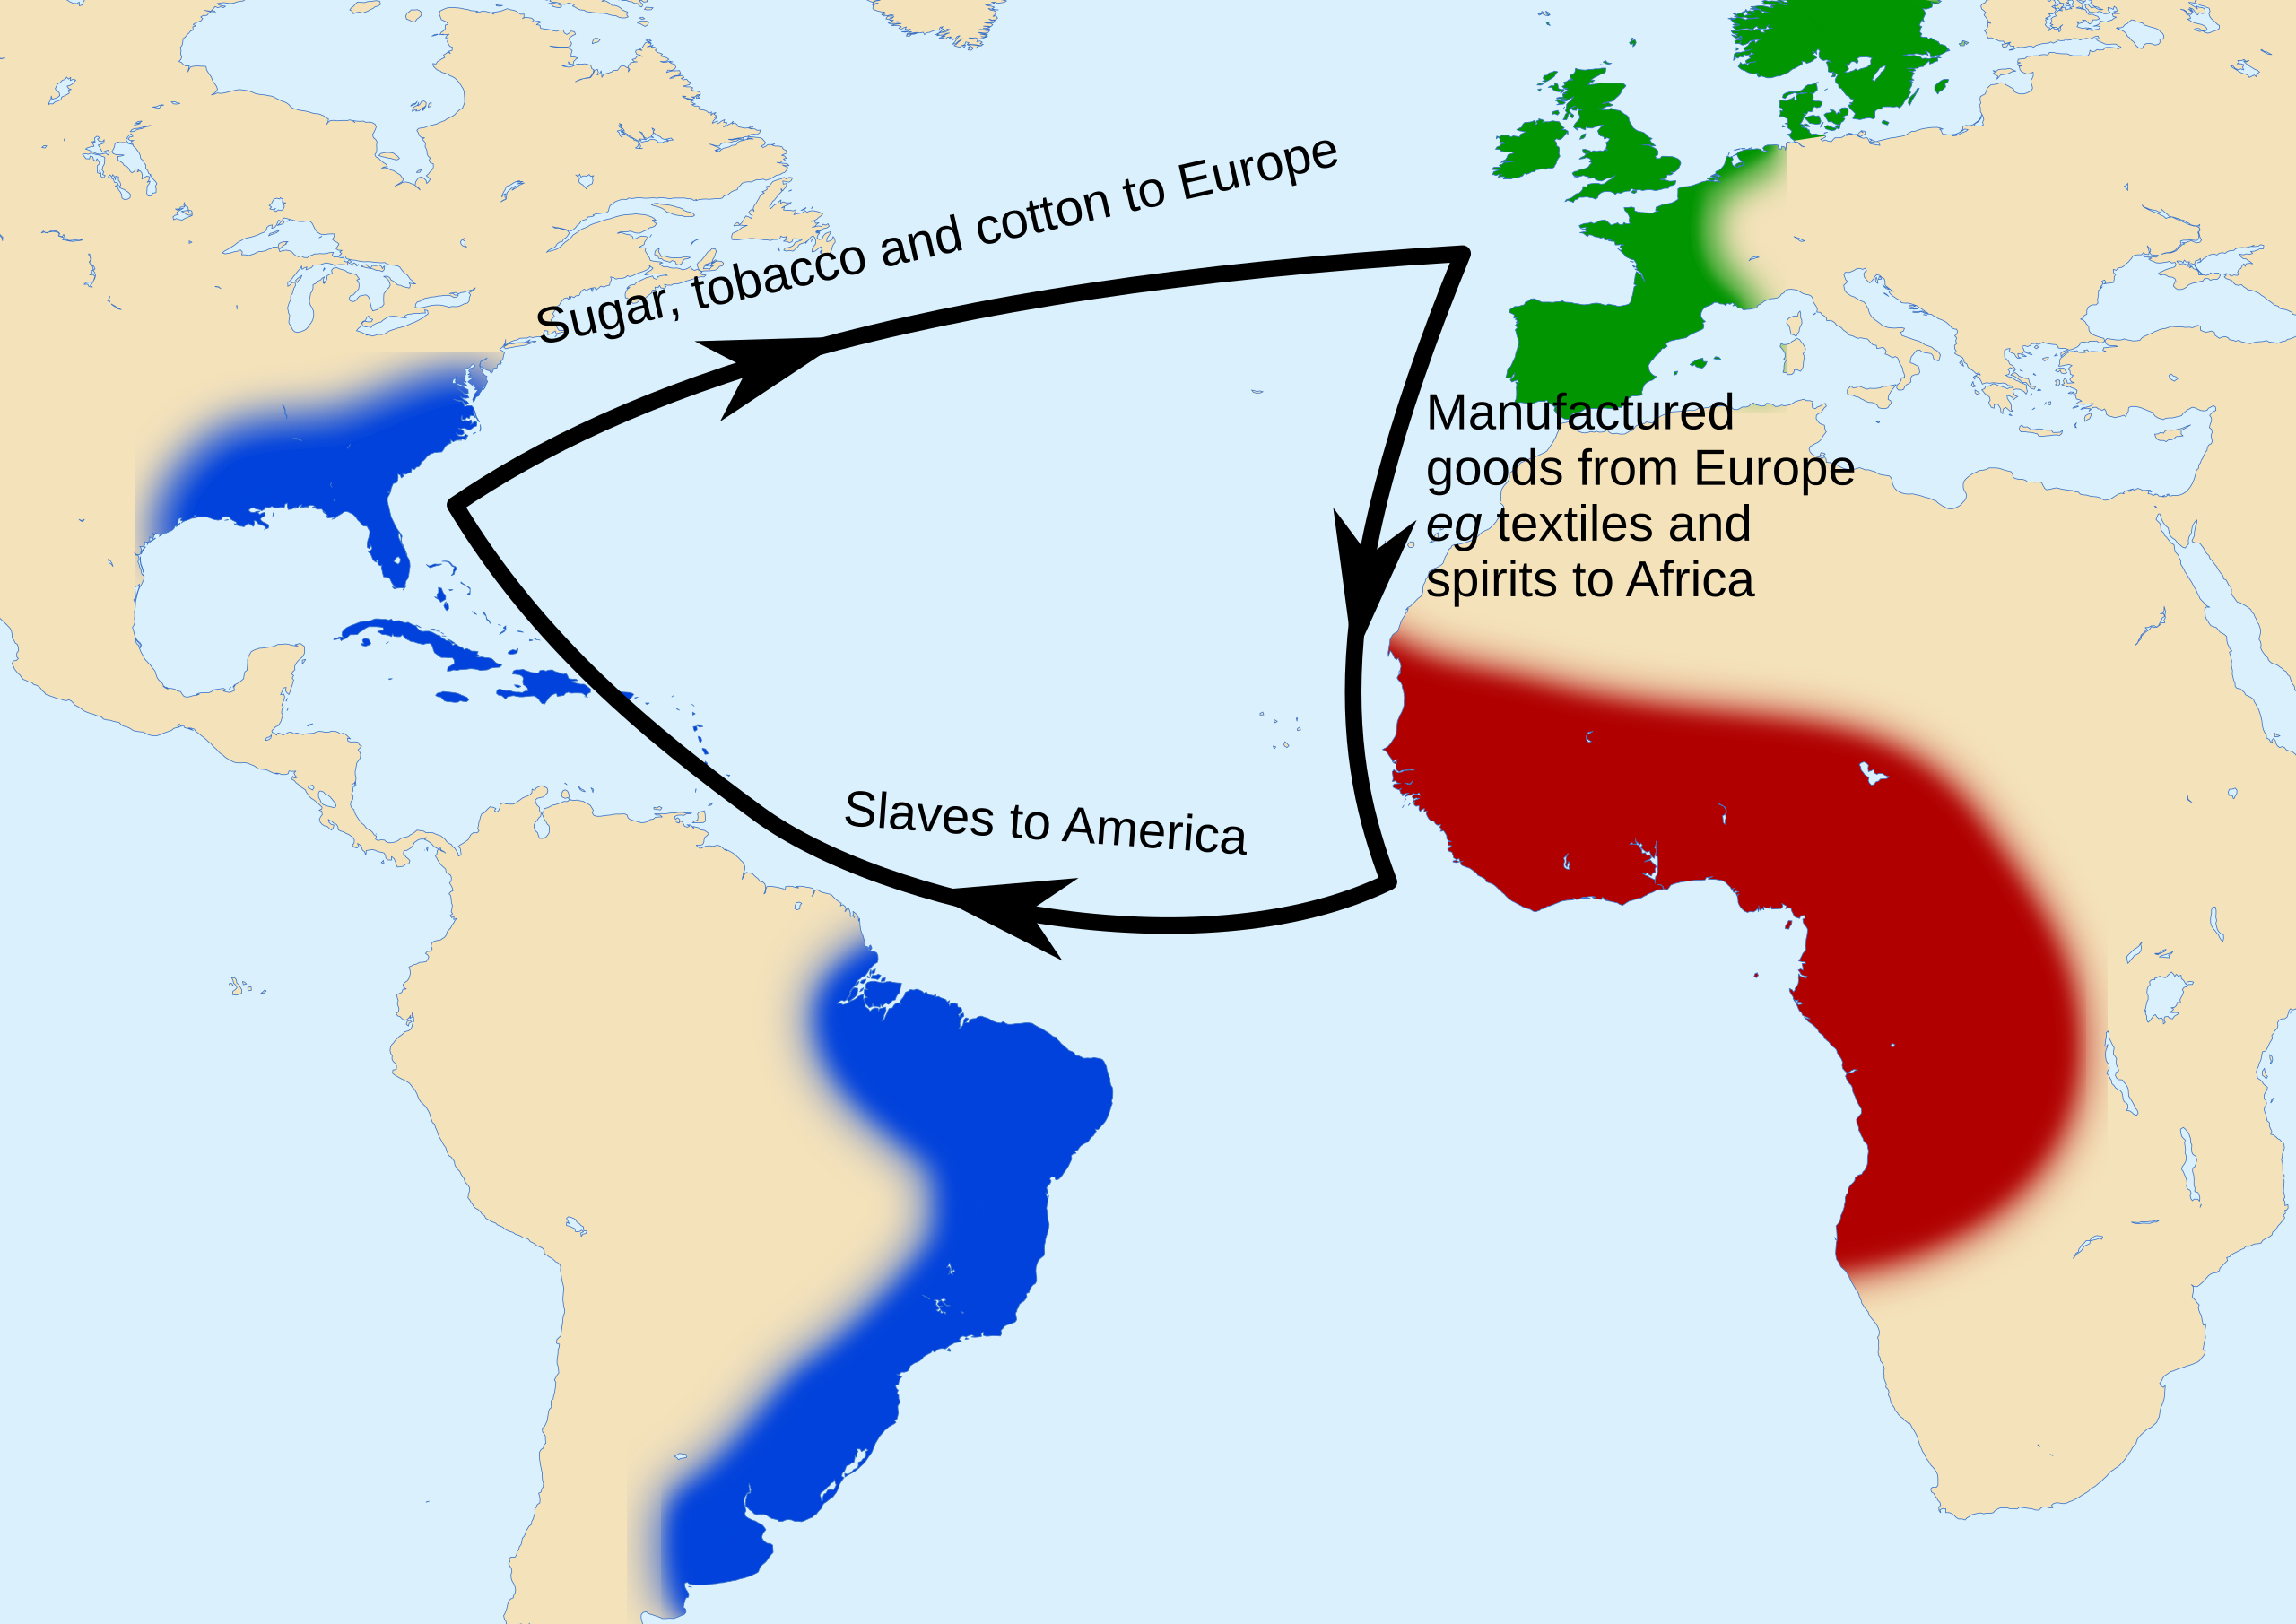 Sugar, tobacco and cotton to Europe
Manufactured
goods from Europe
eg textiles and
spirits to Africa
Slaves to America